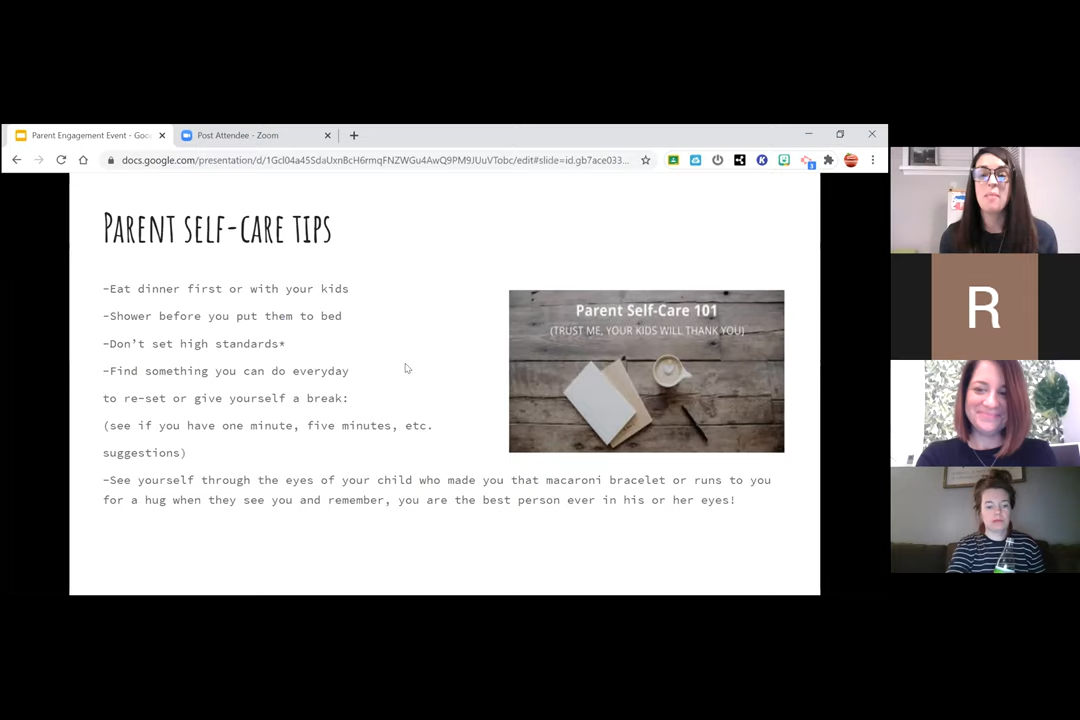 Parent Engagement Event - Goo
Post Attendee - Zoom
docs.google.com/presentation/d/1Gcl04a45SdaUxnBcH6rmqFNZWGu4AwQ9PM9JUuVTobc/edit#slide=id.gb7ace033...
PARENT SELF-CARE TIPS
-Eat dinner first or with your kids
-Shower before you put them to bed
-Don’t set high standards*
-Find something you can do everyday
to re-set or give yourself a break:
(see if you have one minute, five minutes, etc.
suggestions)
-See yourself through the eyes of your child who made you that macaroni bracelet or runs to you
for a hug when they see you and remember, you are the best person ever in his or her eyes!
Parent Self-Care 101
(TRUST ME, YOUR KIDS WILL THANK YOU)
R